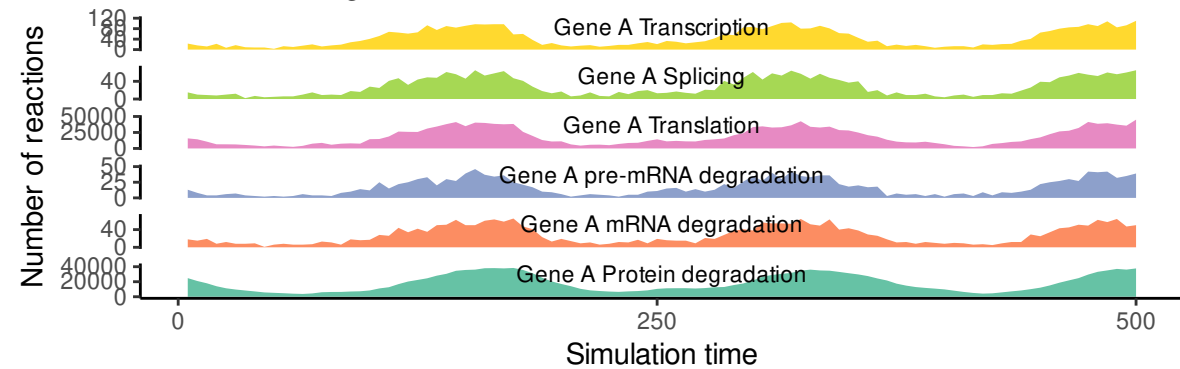 Number of reactions
120
80
40
0
Gene A Transcription
40
0
Gene A Splicing
50000
25000
0
Gene A Translation
50
25
0
Gene A pre-mRNA degradation
40
0
Gene A mRNA degradation
40000
20000
0
Gene A Protein degradation
0 250 500
Simulation time